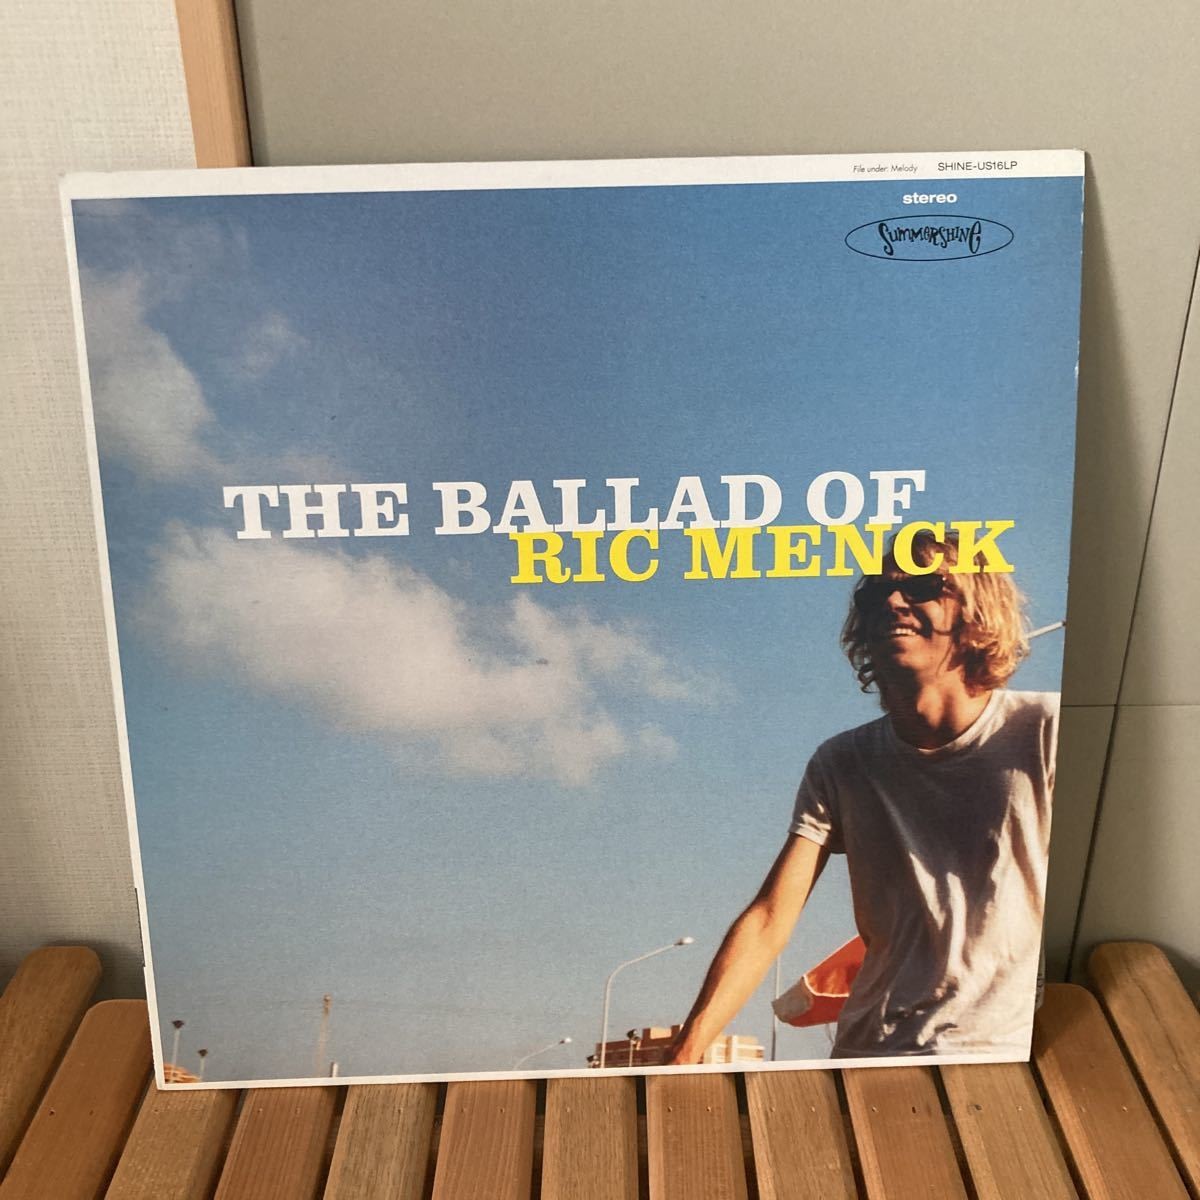 File under: Melody SHINE-US16LP
stereo
SUMMERSHINE
THE BALLAD OF
RIC MENCK